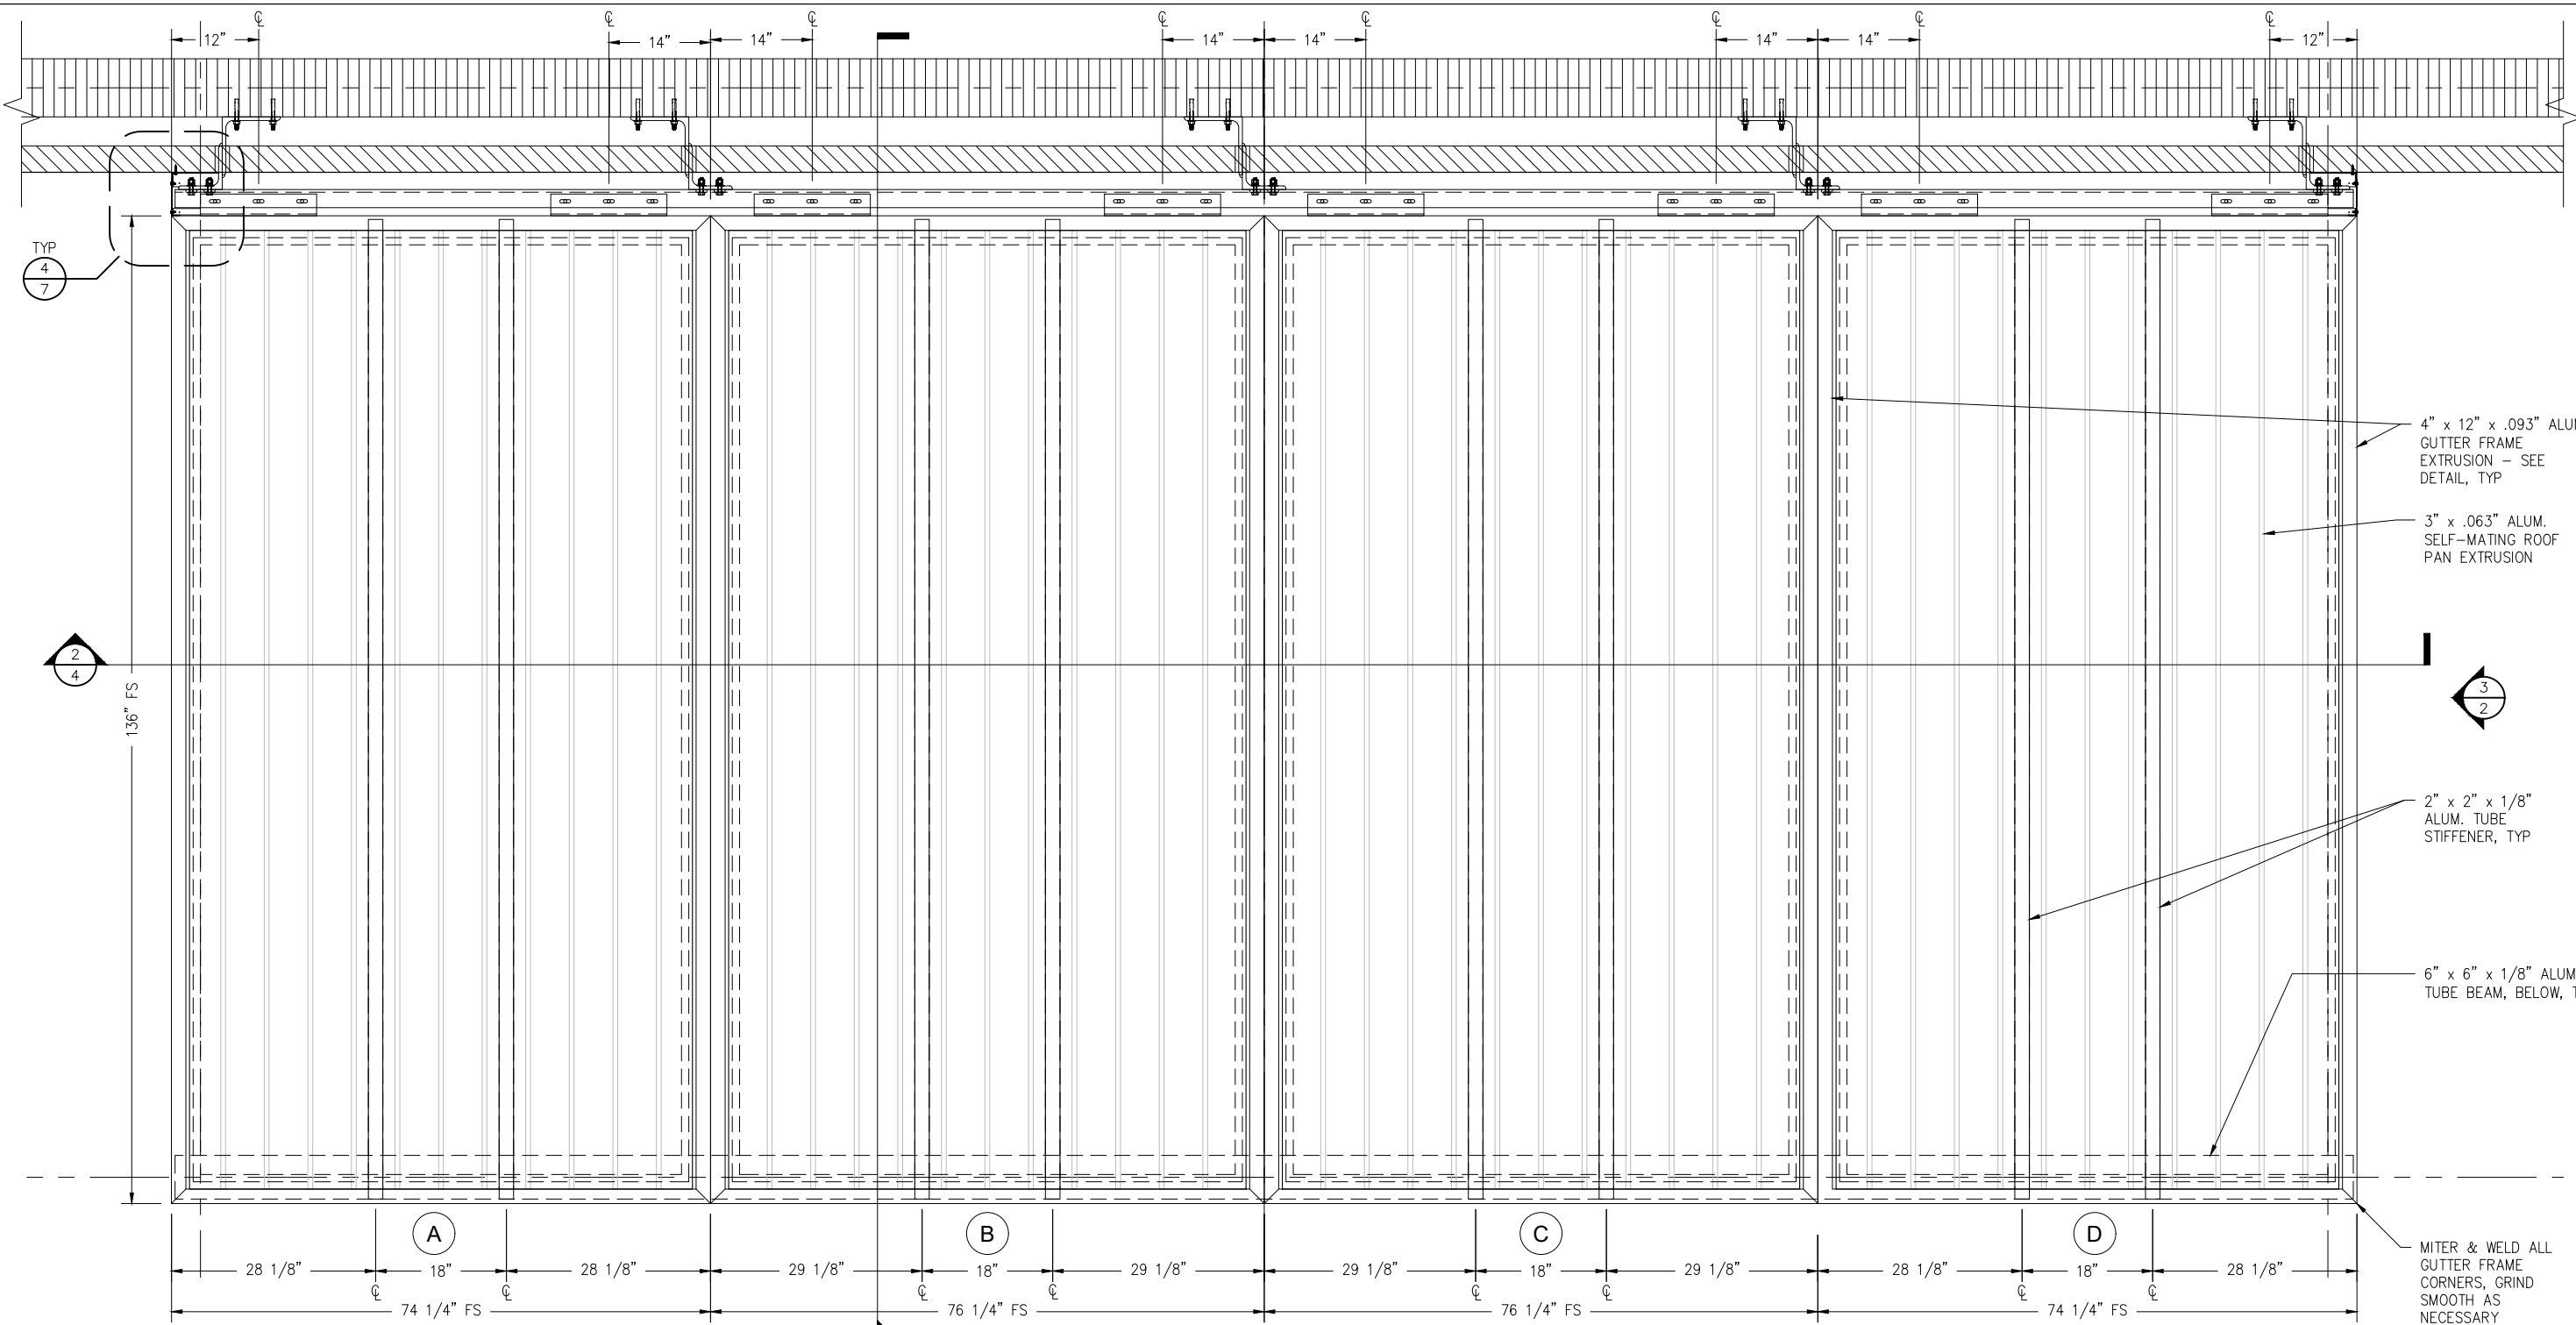 ℄ ℄ ℄ ℄ ℄ ℄ ℄ ℄
12" 14" 14" 14" 14" 14" 14" 12"
TYP
4
7
4" x 12" x .093"
GUTTER FRAME
EXTRUSION – SEE
DETAIL, TYP
3" x .063" ALUM.
SELF-MATING ROOF
PAN EXTRUSION
2
4
136" FS
3
2
2" x 2" x 1/8"
ALUM. TUBE
STIFFENER, TYP
6" x 6" x 1/8" ALUM
TUBE BEAM, BELOW,
A B C D
MITER & WELD ALL
GUTTER FRAME
CORNERS, GRIND
SMOOTH AS
NECESSARY
28 1/8" 18" 28 1/8" 29 1/8" 18" 29 1/8" 29 1/8" 18" 29 1/8" 28 1/8" 18" 28 1/8"
℄ ℄ ℄ ℄ ℄ ℄ ℄ ℄
74 1/4" FS 76 1/4" FS 76 1/4" FS 74 1/4" FS